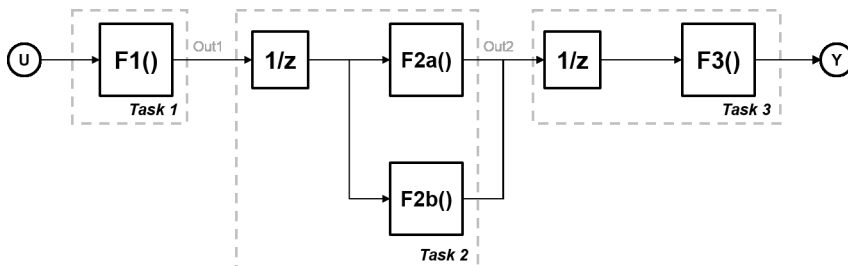 U
F1()
Out1
Task 1
1/z
F2a()
Out2
F2b()
Task 2
1/z
F3()
Task 3
Y